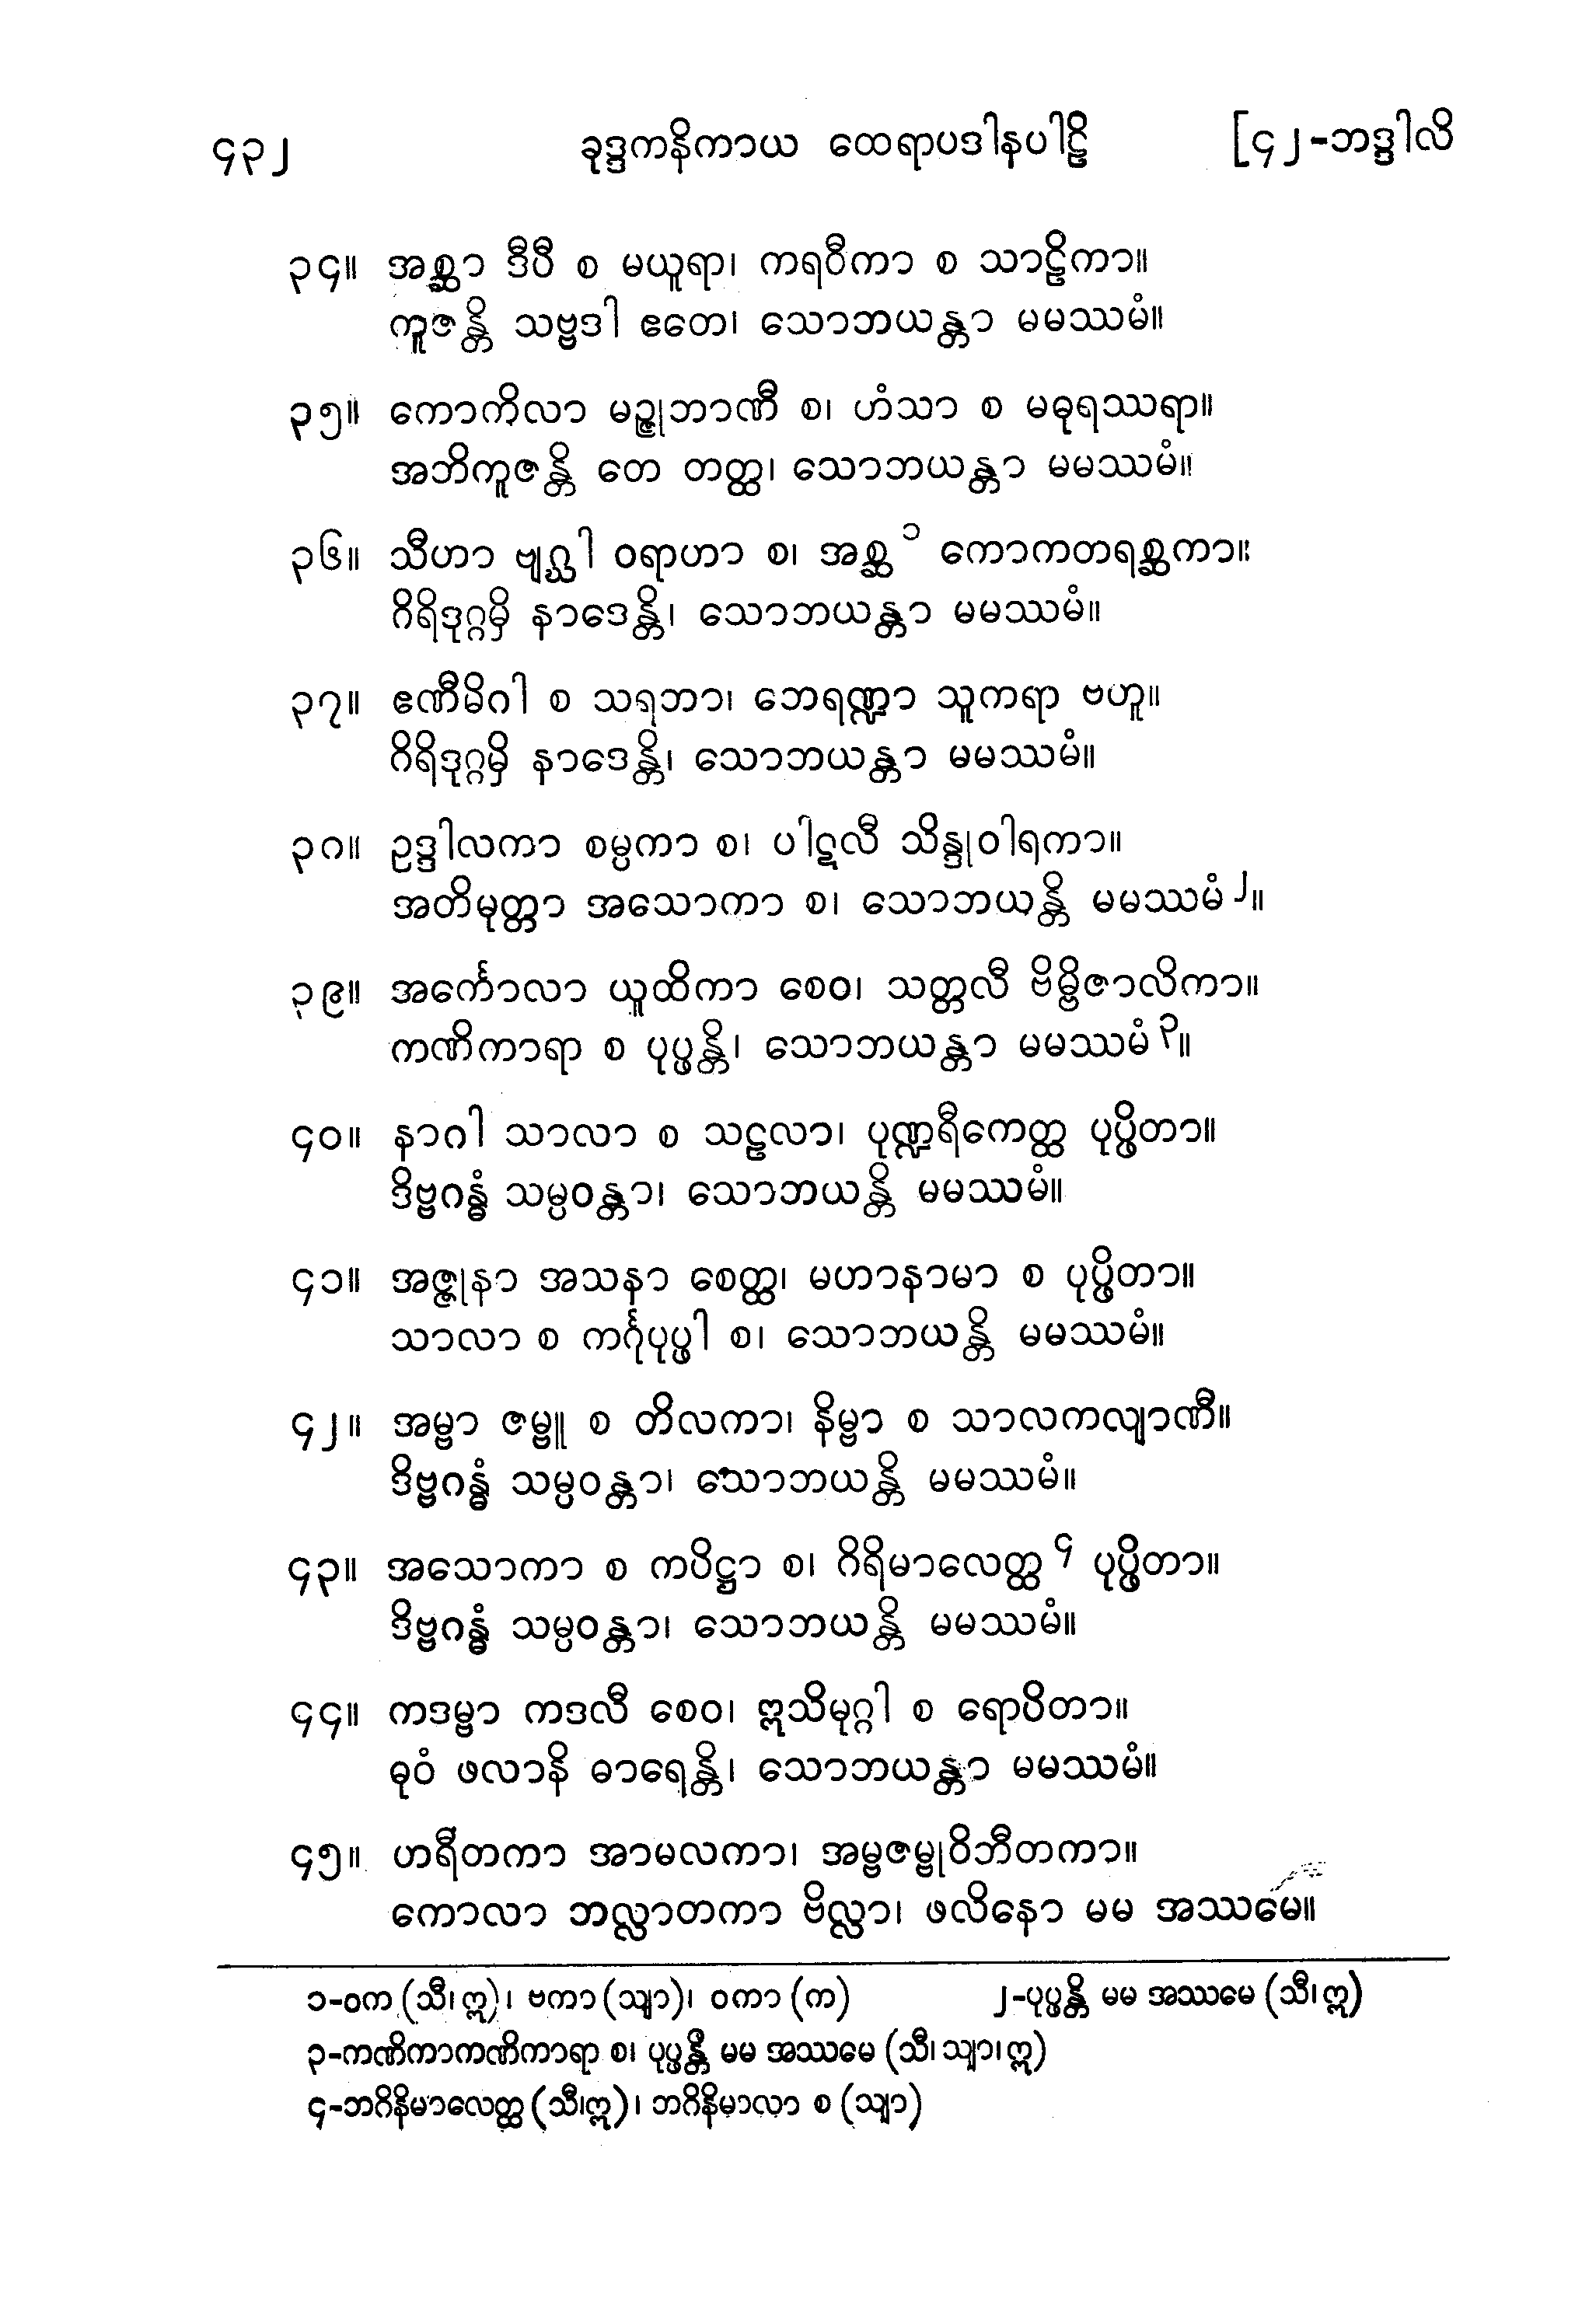 ၄၃၂ ခုဒ္ဒကနိကာယ ထေရာပဒါနပါဠိ [၄၂-ဘဒ္ဒါလိ
၃၄။ အစ္ဆာ ဒီပီ စ မယူရာ၊ ကရဝီကာ စ သာဠိကာ။
ကူဇန္တိ သဗ္ဗဒါ ဧတေ၊ သောဘယန္တာ မမဿမံ။
၃၅။ ကောကိလာ မဉ္ဇုဘာဏီ စ၊ ဟံသာ စ မဓုရဿရာ။
အဘိကူဇန္တိ တေ တတ္ထ၊ သောဘယန္တာ မမဿမံ။
၃၆။ သီဟာ ဗျဂ္ဃါ ဝရာဟာ စ၊ အစ္ဆ ၁ ကောကတရစ္ဆကာ။
ဂိရိဒုဂ္ဂမှိ နာဒေန္တိ၊ သောဘယန္တာ မမဿမံ။
၃၇။ ဧဏီမိဂါ စ သရဘာ၊ ဘေရဏ္ဍာ သူကရာ ဗဟူ။
ဂိရိဒုဂ္ဂမှိ နာဒေန္တိ၊ သောဘယန္တာ မမဿမံ။
၃၈။ ဥဒ္ဒါလကာ စမ္ပကာ စ၊ ပါဋလီ သိန္ဒုဝါရကာ။
အတိမုတ္တာ အသောကာ စ၊ သောဘယန္တိ မမဿမံ ၂။
၃၉။ အင်္ကောလာ ယူထိကာ စေဝ၊ သတ္တလီ ဗိမ္ဗိဇာလိကာ။
ကဏိကာရာ စ ပုပ္ဖန္တိ၊ သောဘယန္တာ မမဿမံ ၃။
၄၀။ နာဂါ သာလာ စ သဠလာ၊ ပုဏ္ဍရီကေတ္ထ ပုပ္ဖိတာ။
ဒိဗ္ဗဂန္ဓံ သမ္ပဝန္တာ၊ သောဘယန္တိ မမဿမံ။
၄၁။ အဇ္ဇုနာ အသနာ စေတ္ထ၊ မဟာနာမာ စ ပုပ္ဖိတာ။
သာလာ စ ကင်္ဂုပုပ္ဖါ စ၊ သောဘယန္တိ မမဿမံ။
၄၂။ အမ္ဗာ ဇမ္ဗူ စ တိလကာ၊ နိမ္ဗာ စ သာလကလျာဏီ။
ဒိဗ္ဗဂန္ဓံ သမ္ပဝန္တာ၊ သောဘယန္တိ မမဿမံ။
၄၃။ အသောကာ စ ကပိဋ္ဌာ စ၊ ဂိရိမာလေတ္ထ ၄ ပုပ္ဖိတာ။
ဒိဗ္ဗဂန္ဓံ သမ္ပဝန္တာ၊ သောဘယန္တိ မမဿမံ။
၄၄။ ကဒမ္ဗာ ကဒလီ စေဝ၊ ဣသိမုဂ္ဂါ စ ရောပိတာ။
ဓုဝံ ဖလာနိ ဓာရေန္တိ၊ သောဘယန္တာ မမဿမံ။
၄၅။ ဟရီတကာ အာမလကာ၊ အမ္ဗဇမ္ဗုဝိဘီတကာ။
ကောလာ ဘလ္လာတကာ ဗိလ္လာ၊ ဖလိနော မမ အဿမေ။
၁-ဝက (သီ၊ ဣ)၊ ဗကာ (သျာ)၊ ဝကာ (က) ၂-ပုပ္ဖန္တိ မမ အဿမေ (သီ၊ ဣ)
၃-ကဏိကာကဏိကာရာ စ၊ ပုပ္ဖန္တိ မမ အဿမေ (သီ၊ သျာ၊ ဣ)
၄-ဘဂိနိမာလေတ္ထ (သီ၊ဣ)၊ ဘဂိနိမာလာ စ (သျာ)